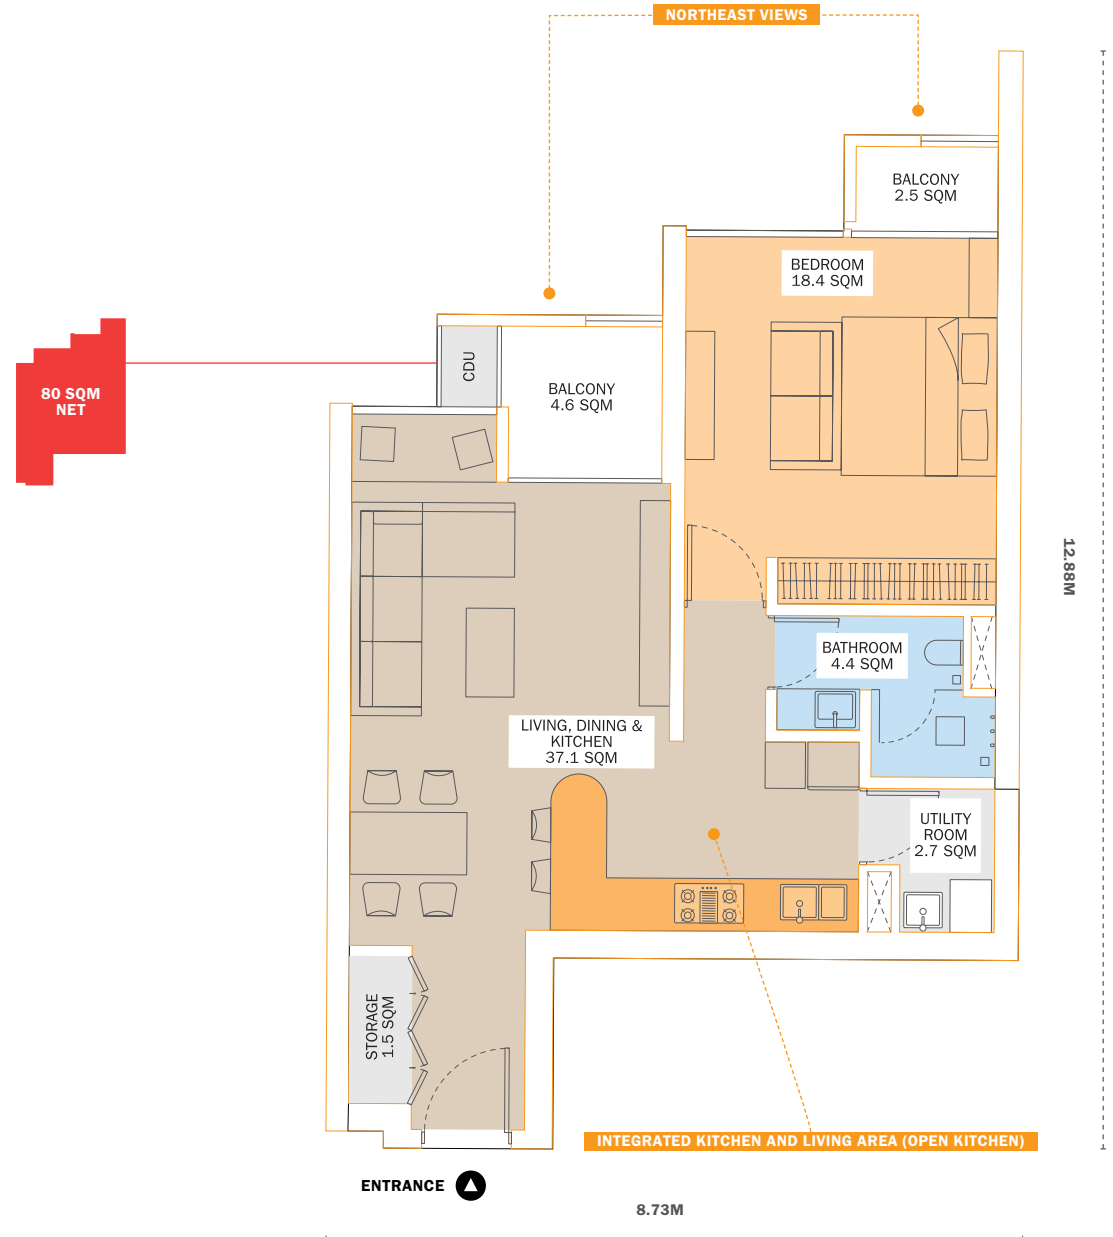 NORTHEAST VIEWS
BALCONY
2.5 SQM
BEDROOM
18.4 SQM
CDU
BALCONY
4.6 SQM
80 SQM
NET
12.88M
BATHROOM
4.4 SQM
LIVING, DINING &
KITCHEN
37.1 SQM
UTILITY
ROOM
2.7 SQM
STORAGE
1.5 SQM
INTEGRATED KITCHEN AND LIVING AREA (OPEN KITCHEN)
ENTRANCE
8.73M